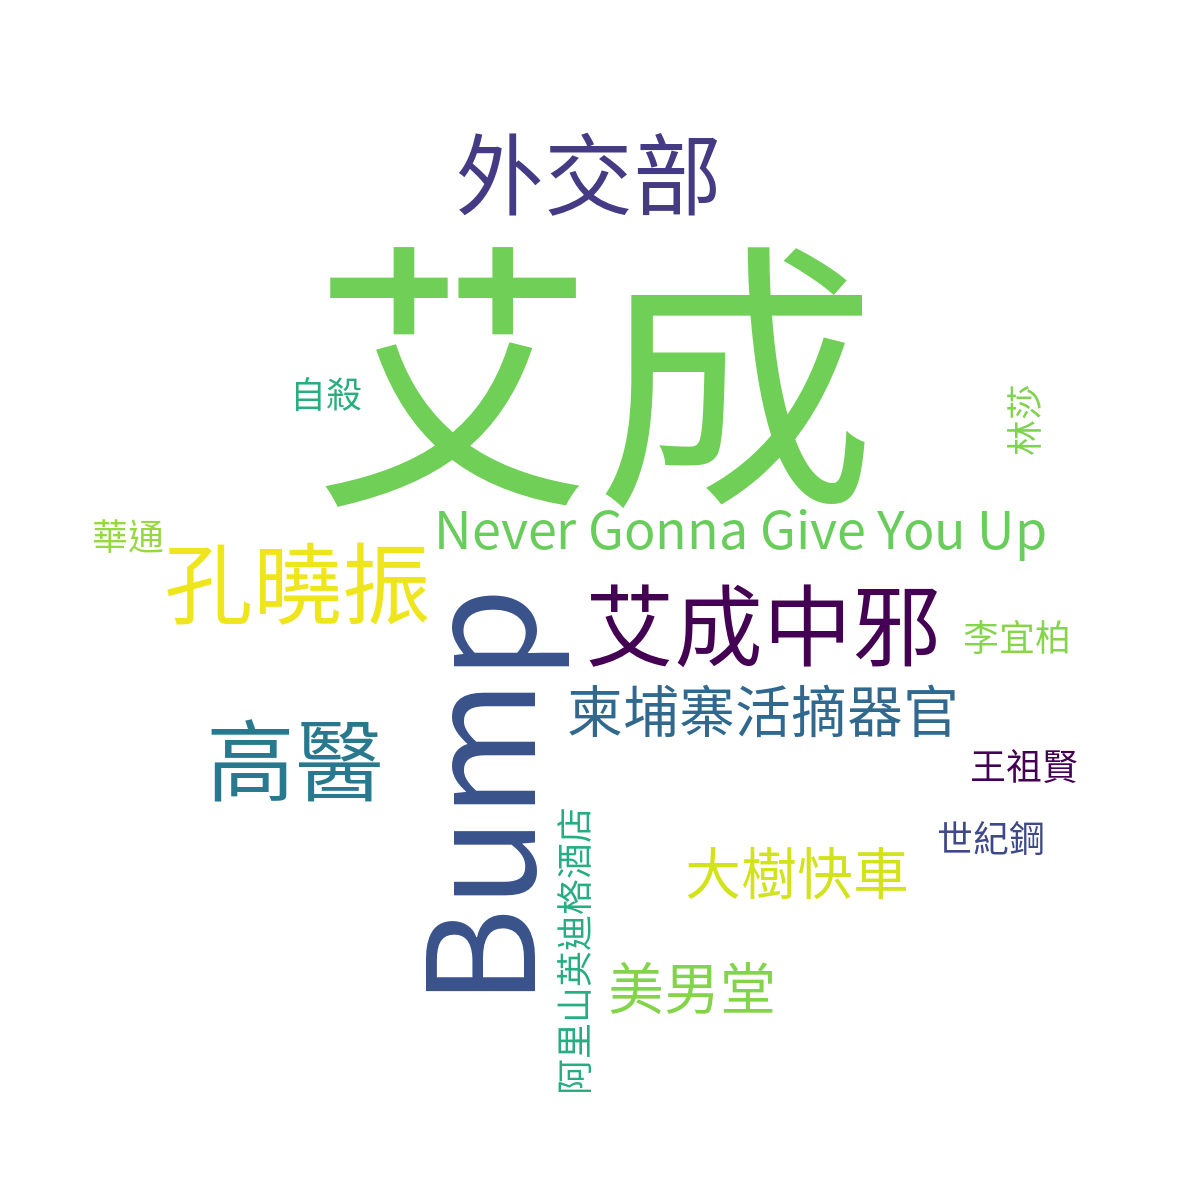 外交部
艾成
自殺
林莎
Never Gonna Give You Up
華通
孔曉振
艾成中邪
李宜柏
Bump
柬埔寨活摘器官
高醫
王祖賢
世紀鋼
大樹快車
阿里山英迪格酒店
美男堂